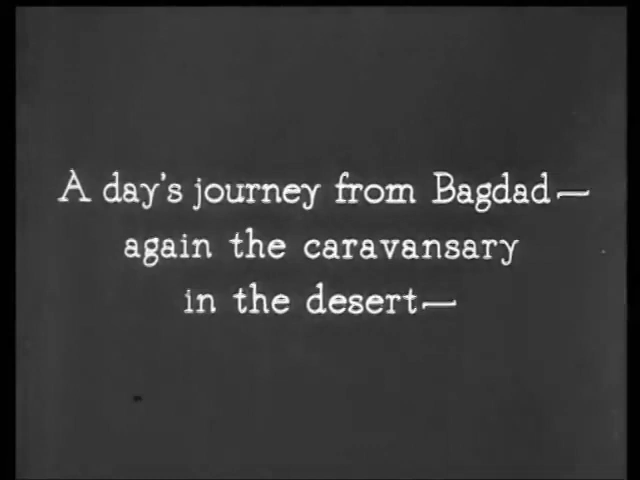 A day's journey from Bagdad—
again the caravansary
in the desert—